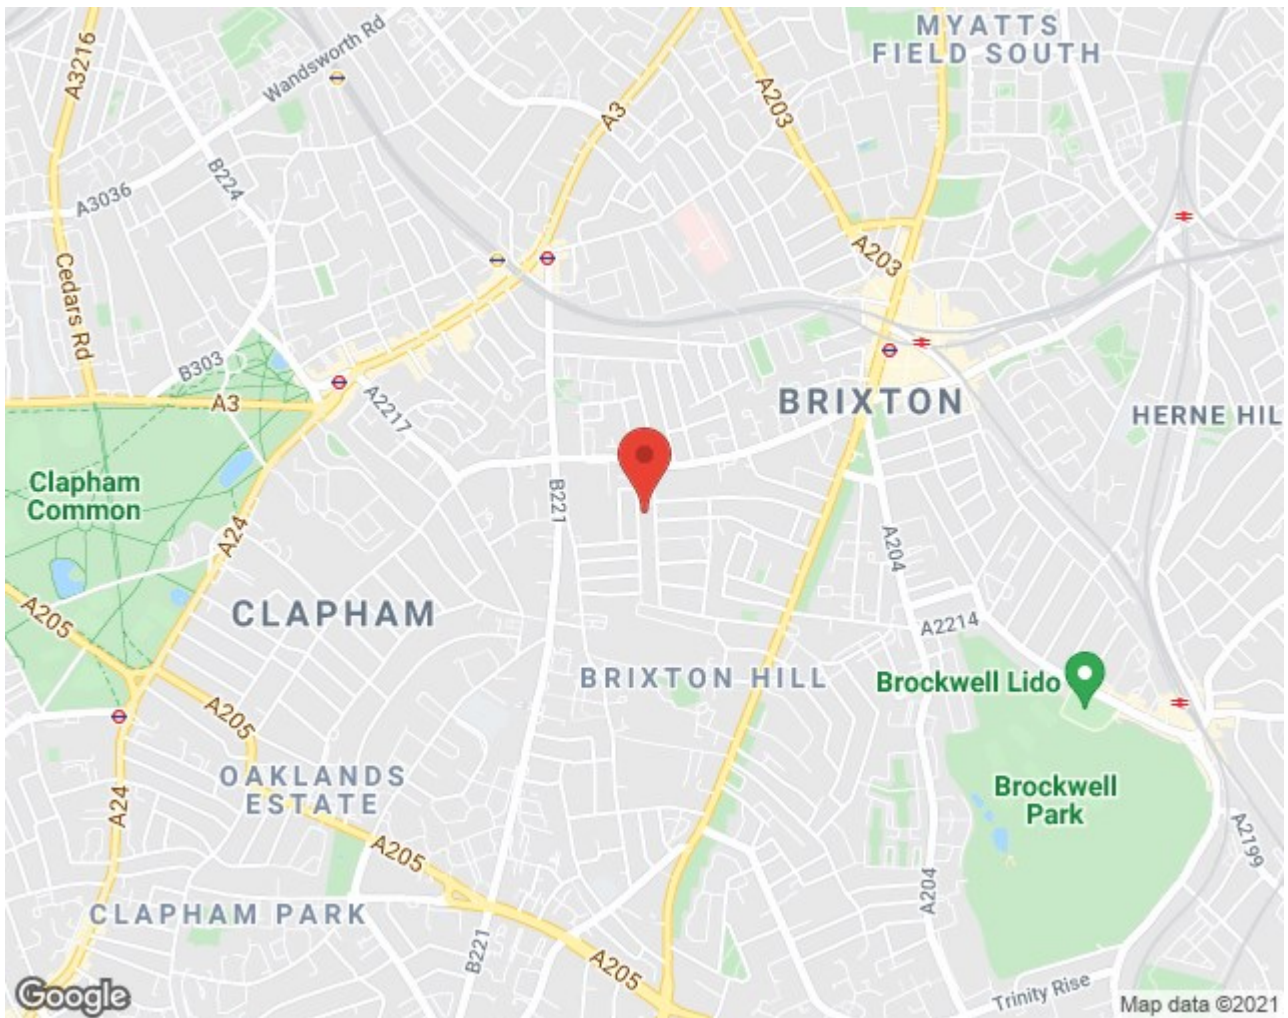 MYATTS
FIELD SOUTH
A3216
Wandsworth Rd
A3
A203
B224
A3036
A203
Cedars Rd
B303
A3
A2217
BRIXTON
HERNE HIL
Clapham
Common
B221
A24
A204
A205
CLAPHAM
A2214
BRIXTON HILL
Brockwell Lido
A205
OAKLANDS
ESTATE
Brockwell
Park
A24
A205
A2199
A204
CLAPHAM PARK
B221
A205
Trinity Rise
Google
Map data ©2021